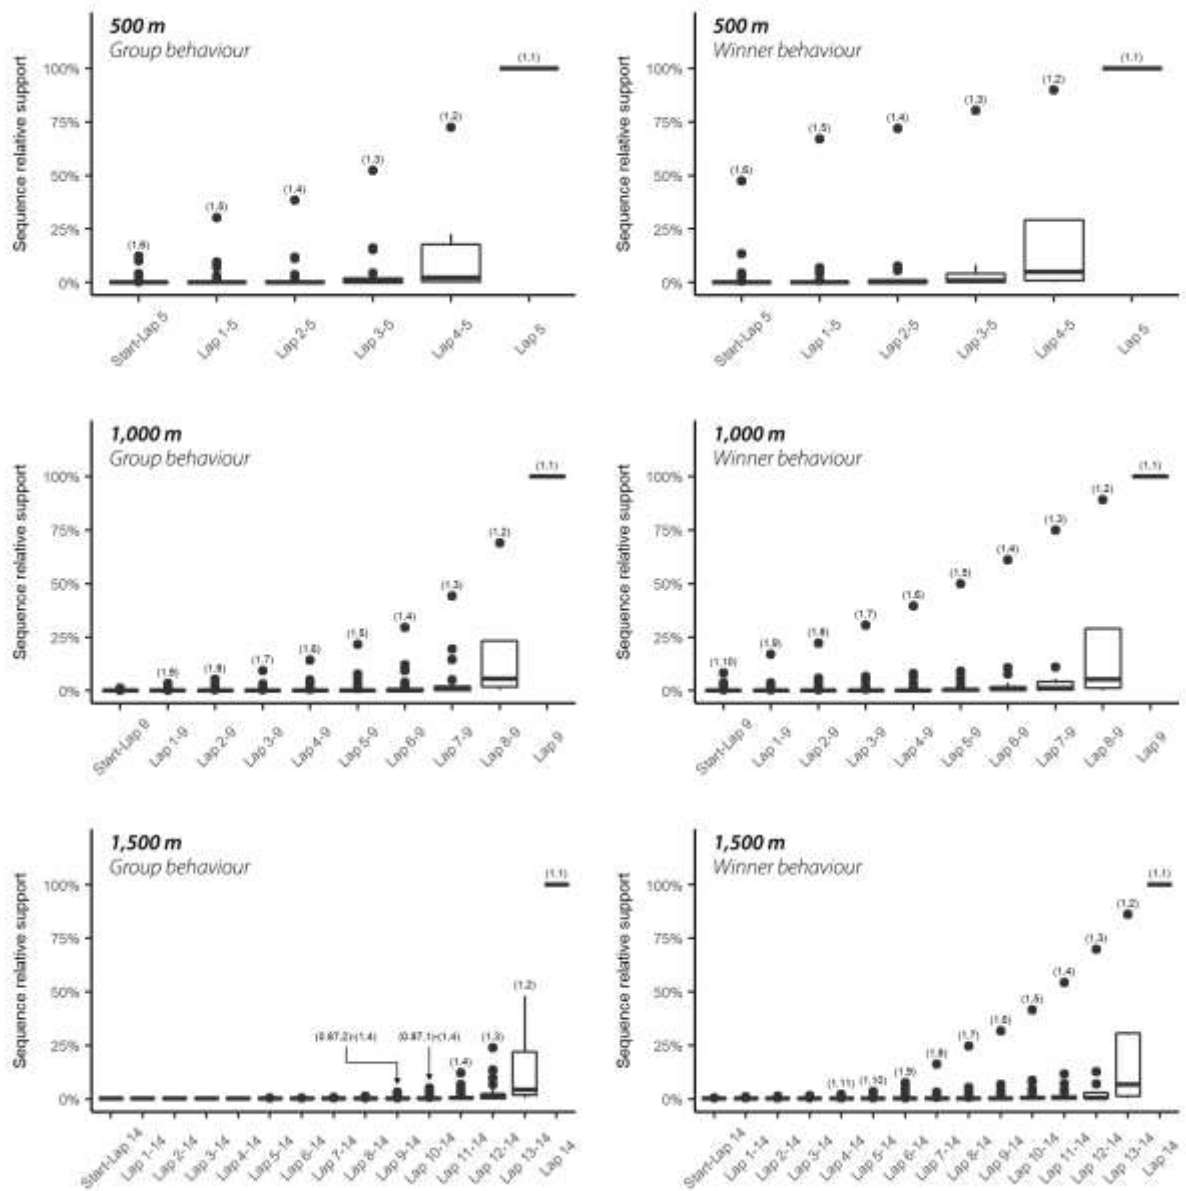 500 m
Group behaviour
Sequence relative support
100%
75%
50%
25%
0%
(1,6)
(1,5)
(1,4)
(1,3)
(1,2)
(1,1)
Start-Lap 5
Lap 1-5
Lap 2-5
Lap 3-5
Lap 4-5
Lap 5
500 m
Winner behaviour
Sequence relative support
100%
75%
50%
25%
0%
(1,6)
(1,5)
(1,4)
(1,3)
(1,2)
(1,1)
Start-Lap 5
Lap 1-5
Lap 2-5
Lap 3-5
Lap 4-5
Lap 5
1,000 m
Group behaviour
Sequence relative support
100%
75%
50%
25%
0%
(1,9)
(1,8)
(1,7)
(1,6)
(1,5)
(1,4)
(1,3)
(1,2)
(1,1)
Start-Lap 9
Lap 1-9
Lap 2-9
Lap 3-9
Lap 4-9
Lap 5-9
Lap 6-9
Lap 7-9
Lap 8-9
Lap 9
1,000 m
Winner behaviour
Sequence relative support
100%
75%
50%
25%
0%
(1,10)
(1,9)
(1,8)
(1,7)
(1,6)
(1,5)
(1,4)
(1,3)
(1,2)
(1,1)
Start-Lap 9
Lap 1-9
Lap 2-9
Lap 3-9
Lap 4-9
Lap 5-9
Lap 6-9
Lap 7-9
Lap 8-9
Lap 9
1,500 m
Group behaviour
Sequence relative support
100%
75%
50%
25%
0%
(1,4)
(1,3)
(1,2)
(1,1)
Start-Lap 14
Lap 1-14
Lap 2-14
Lap 3-14
Lap 4-14
Lap 5-14
Lap 6-14
Lap 7-14
Lap 8-14
Lap 9-14
Lap 10-14
Lap 11-14
Lap 12-14
Lap 13-14
Lap 14
1,500 m
Winner behaviour
Sequence relative support
100%
75%
50%
25%
0%
(1,11)
(1,10)
(1,9)
(1,8)
(1,7)
(1,6)
(1,5)
(1,4)
(1,3)
(1,2)
(1,1)
Start-Lap 14
Lap 1-14
Lap 2-14
Lap 3-14
Lap 4-14
Lap 5-14
Lap 6-14
Lap 7-14
Lap 8-14
Lap 9-14
Lap 10-14
Lap 11-14
Lap 12-14
Lap 13-14
Lap 14